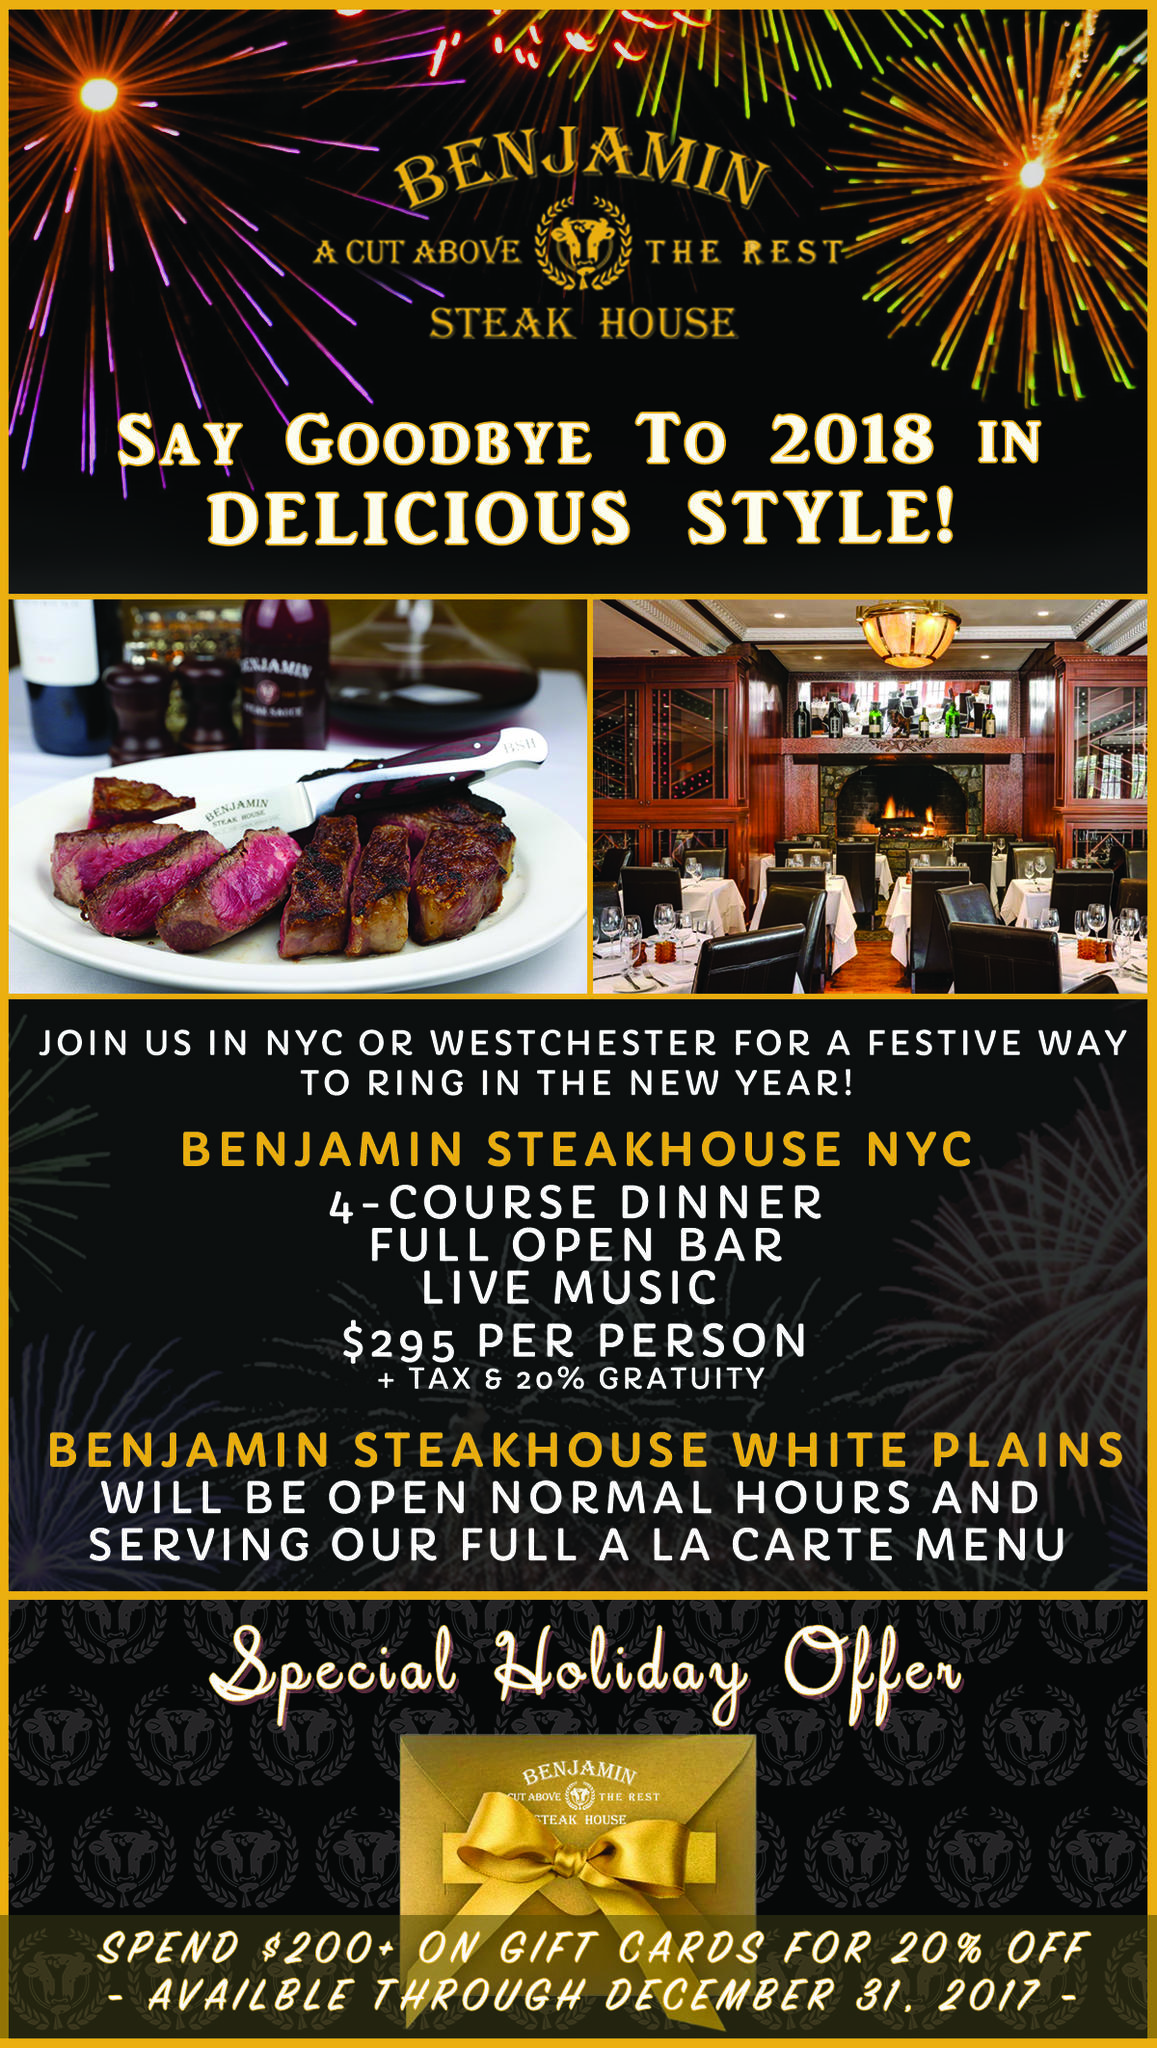 BENJAMIN
A CUT ABOVE THE REST
STEAK HOUSE
SAY GOODBYE TO 2018 IN
DELICIOUS STYLE!
BENJAMIN
BSH
BENJAMIN
STEAK HOUSE
JOIN US IN NYC OR WESTCHESTER FOR A FESTIVE WAY
TO RING IN THE NEW YEAR!
BENJAMIN STEAKHOUSE NYC
4-COURSE DINNER
FULL OPEN BAR
LIVE MUSIC
$295 PER PERSON
+ TAX & 20% GRATUITY
BENJAMIN STEAKHOUSE WHITE PLAINS
WILL BE OPEN NORMAL HOURS AND
SERVING OUR FULL A LA CARTE MENU
Special Holiday Offer
BENJAMIN
CUT ABOVE THE REST
STEAK HOUSE
SPEND $200+ ON GIFT CARDS FOR 20% OFF
- AVAILBLE THROUGH DECEMBER 31, 2017 -